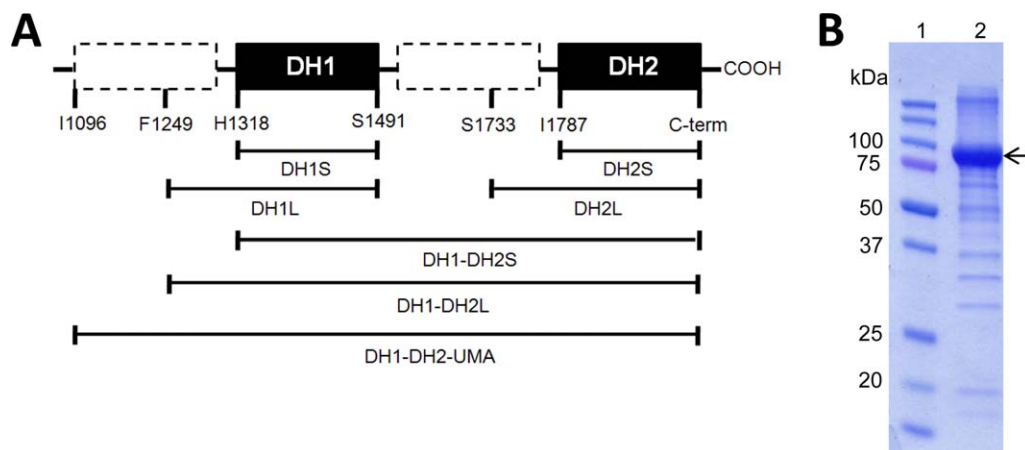 A
DH1
DH2
COOH
I1096
F1249
H1318
S1491
S1733
I1787
C-term
DH1S
DH2S
DH1L
DH2L
DH1-DH2S
DH1-DH2L
DH1-DH2-UMA
B
1 2
kDa
100
75
50
37
25
20